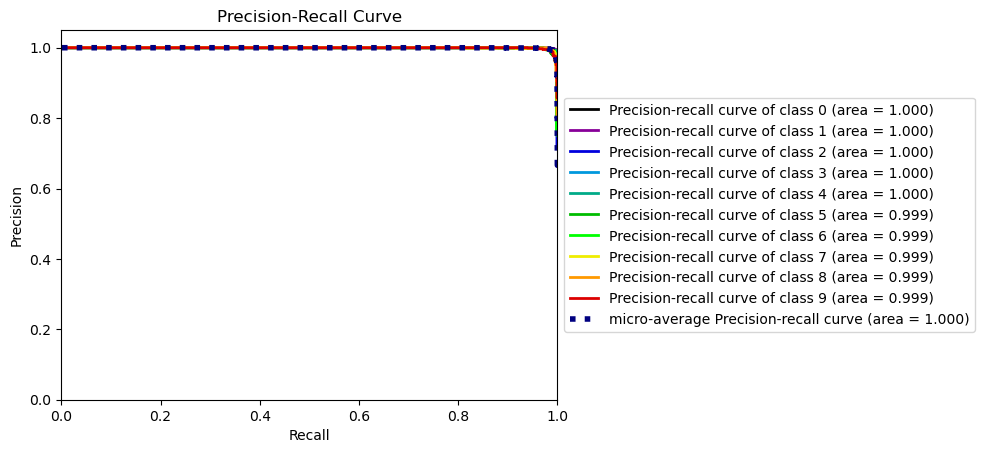 Precision-Recall Curve
1.0
0.8
0.6
0.4
0.2
0.0
Precision
0.0 0.2 0.4 0.6 0.8 1.0
Recall
Precision-recall curve of class 0 (area = 1.000)
Precision-recall curve of class 1 (area = 1.000)
Precision-recall curve of class 2 (area = 1.000)
Precision-recall curve of class 3 (area = 1.000)
Precision-recall curve of class 4 (area = 1.000)
Precision-recall curve of class 5 (area = 0.999)
Precision-recall curve of class 6 (area = 0.999)
Precision-recall curve of class 7 (area = 0.999)
Precision-recall curve of class 8 (area = 0.999)
Precision-recall curve of class 9 (area = 0.999)
micro-average Precision-recall curve (area = 1.000)